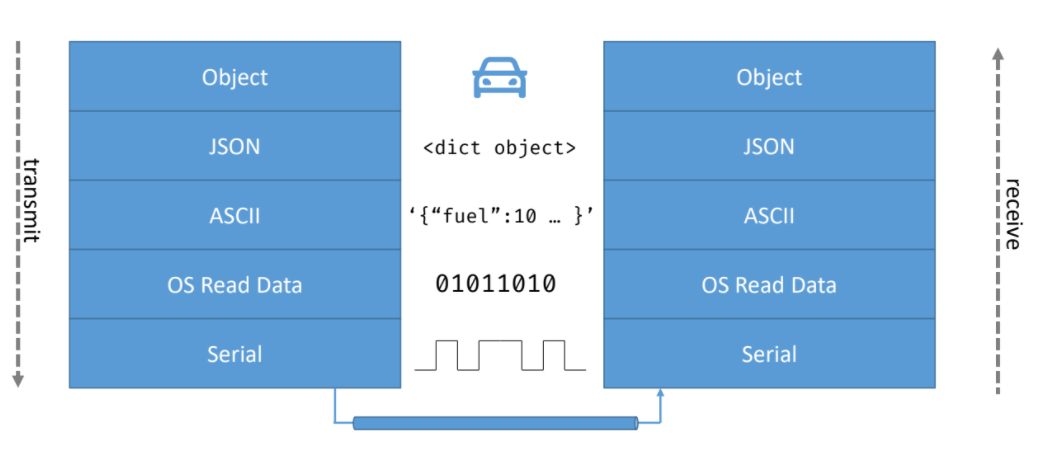 transmit
Object
JSON
ASCII
OS Read Data
Serial
<dict object>
‘{“fuel”:10 … }’
01011010
Object
JSON
ASCII
OS Read Data
Serial
receive